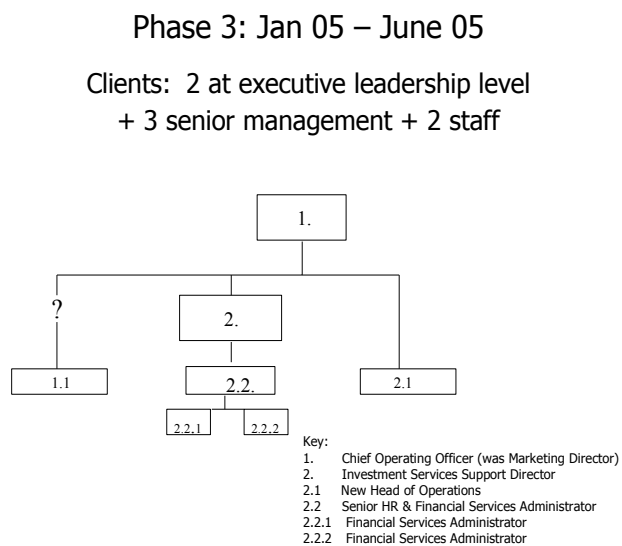 Phase 3: Jan 05 – June 05
Clients:  2 at executive leadership level
+ 3 senior management + 2 staff
1.
?
2.
1.1
2.2.
2.1
2.2.1
2.2.2
Key:
1. Chief Operating Officer (was Marketing Director)
2. Investment Services Support Director
2.1 New Head of Operations
2.2 Senior HR & Financial Services Administrator
2.2.1 Financial Services Administrator
2.2.2 Financial Services Administrator